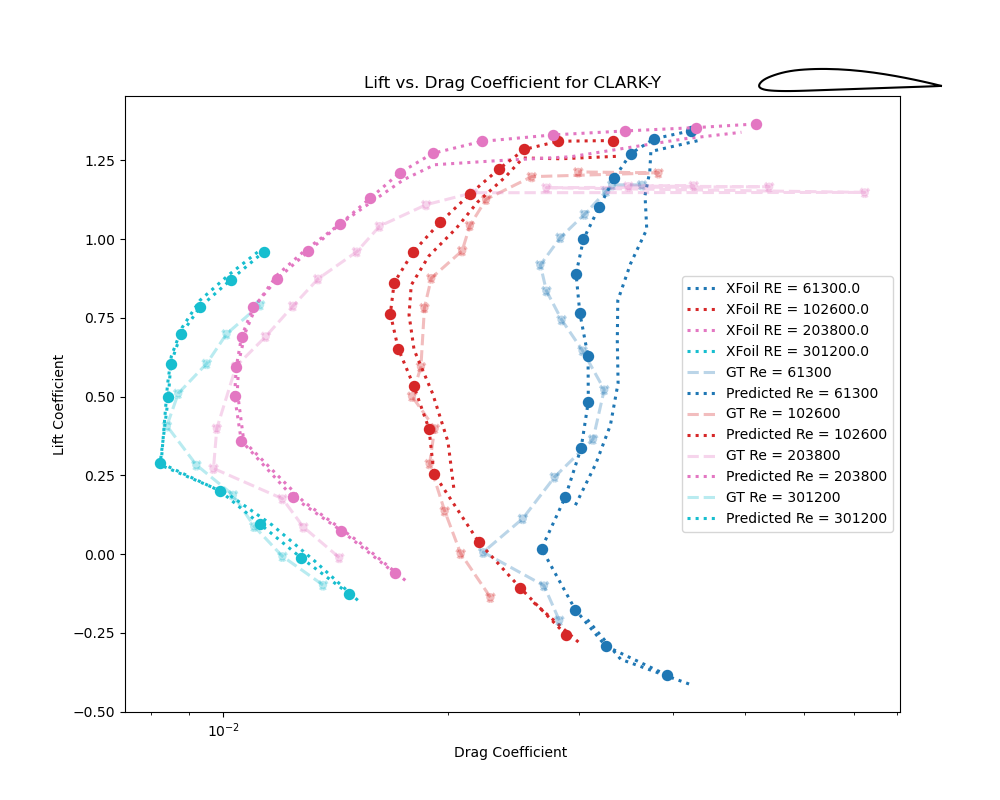 Lift vs. Drag Coefficient for CLARK-Y
1.25
1.00
0.75
0.50
0.25
0.00
−0.25
−0.50
Lift Coefficient
10⁻²
Drag Coefficient
XFoil RE = 61300.0
XFoil RE = 102600.0
XFoil RE = 203800.0
XFoil RE = 301200.0
GT Re = 61300
Predicted Re = 61300
GT Re = 102600
Predicted Re = 102600
GT Re = 203800
Predicted Re = 203800
GT Re = 301200
Predicted Re = 301200